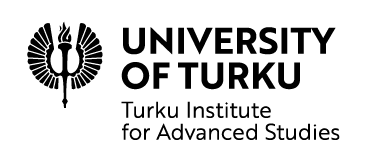 UNIVERSITY
OF TURKU
Turku Institute
for Advanced Studies